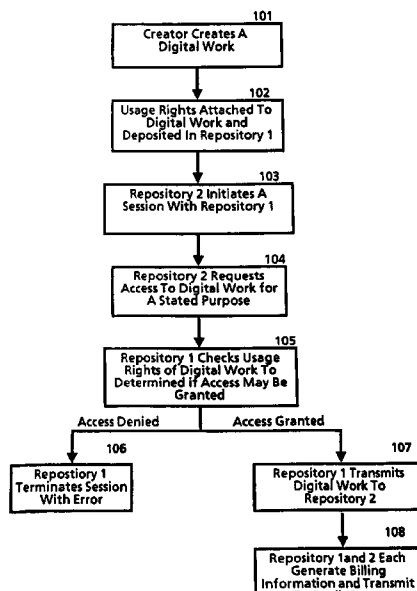 101
Creator Creates A
Digital Work
102
Usage Rights Attached To
Digital Work and
Deposited In Repository 1
103
Repository 2 Initiates A
Session With Repository 1
104
Repository 2 Requests
Access To Digital Work for
A Stated Purpose
105
Repository 1 Checks Usage
Rights of Digital Work To
Determined if Access May Be
Granted
Access Denied
Access Granted
106
Repostiory 1
Terminates Session
With Error
107
Repository 1 Transmits
Digital Work To
Repository 2
108
Repository 1and 2 Each
Generate Billing
Information and Transmit